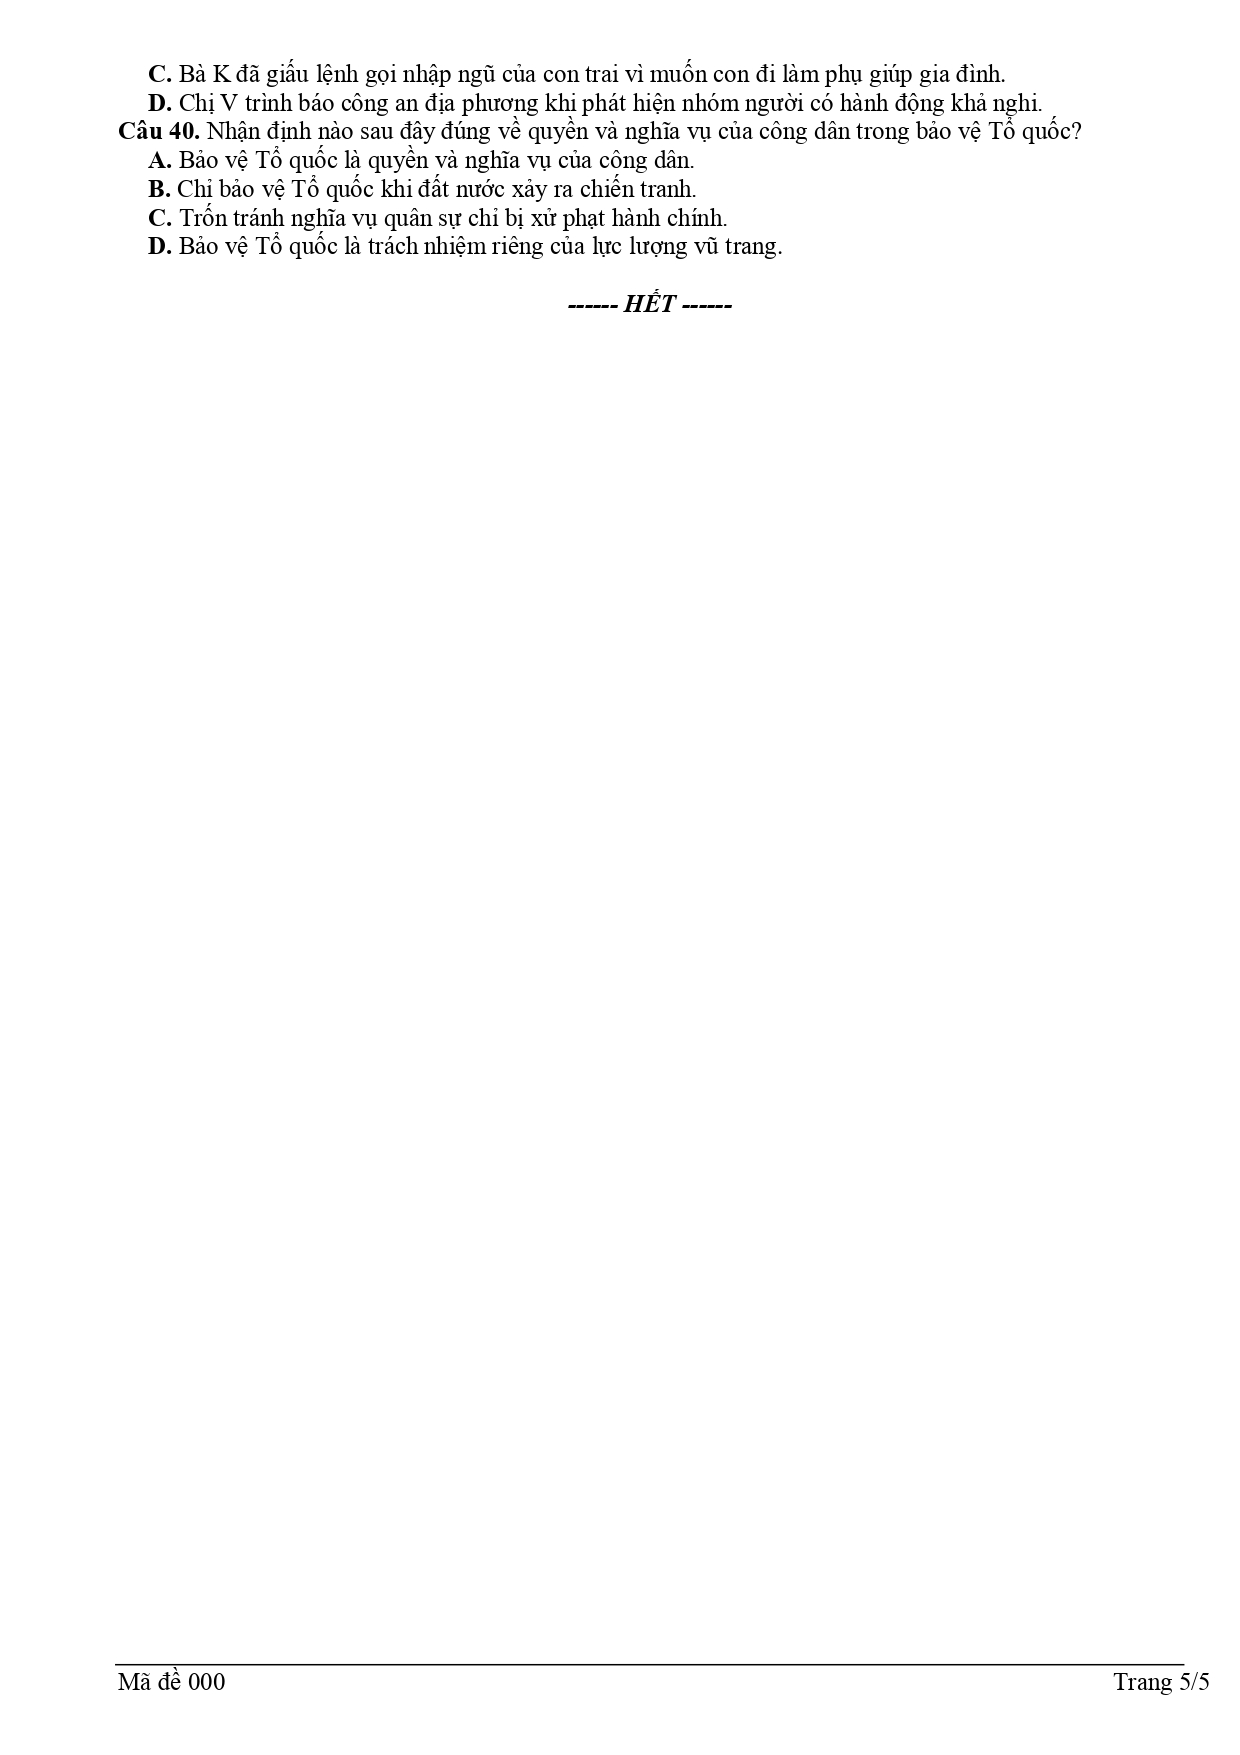 C. Bà K đã giấu lệnh gọi nhập ngũ của con trai vì muốn con đi làm phụ giúp gia đình.
D. Chị V trình báo công an địa phương khi phát hiện nhóm người có hành động khả nghi.
Câu 40. Nhận định nào sau đây đúng về quyền và nghĩa vụ của công dân trong bảo vệ Tổ quốc?
A. Bảo vệ Tổ quốc là quyền và nghĩa vụ của công dân.
B. Chỉ bảo vệ Tổ quốc khi đất nước xảy ra chiến tranh.
C. Trốn tránh nghĩa vụ quân sự chỉ bị xử phạt hành chính.
D. Bảo vệ Tổ quốc là trách nhiệm riêng của lực lượng vũ trang.
------ HẾT ------
Mã đề 000 Trang 5/5